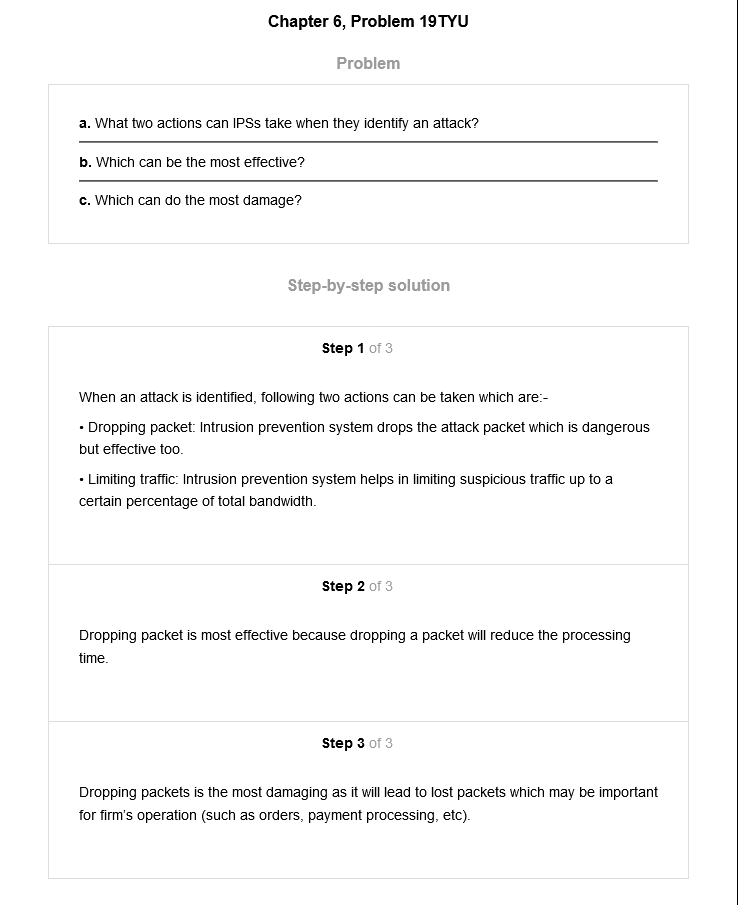 Chapter 6, Problem 19TYU
Problem
a. What two actions can IPSs take when they identify an attack?
b. Which can be the most effective?
c. Which can do the most damage?
Step-by-step solution
Step 1 of 3
When an attack is identified, following two actions can be taken which are:-
• Dropping packet: Intrusion prevention system drops the attack packet which is dangerous
but effective too.
• Limiting traffic: Intrusion prevention system helps in limiting suspicious traffic up to a
certain percentage of total bandwidth.
Step 2 of 3
Dropping packet is most effective because dropping a packet will reduce the processing
time.
Step 3 of 3
Dropping packets is the most damaging as it will lead to lost packets which may be important
for firm's operation (such as orders, payment processing, etc).